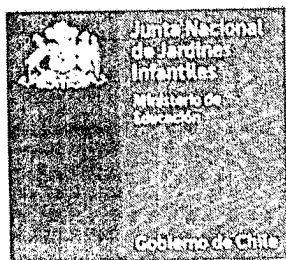 Junta Nacional
de Jardines
Infantiles
Ministerio de
Educación
Gobierno de Chile